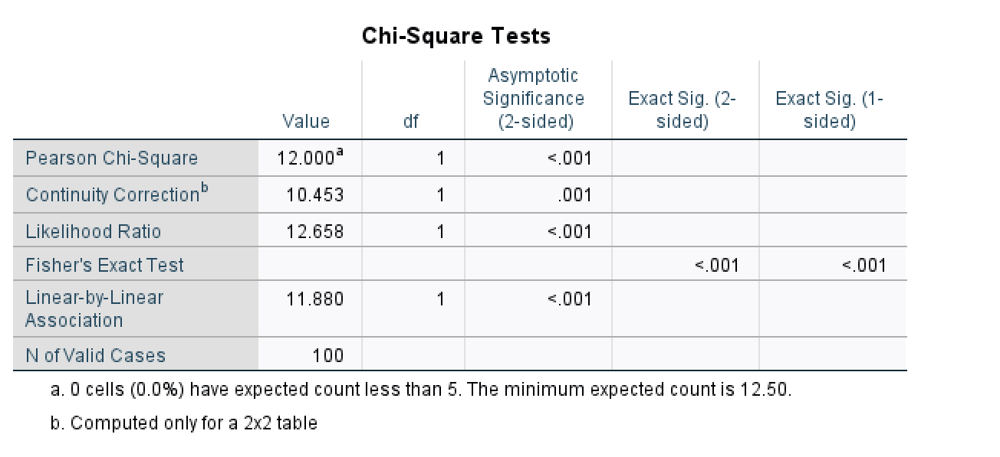 Chi-Square Tests
Value df Asymptotic Significance (2-sided) Exact Sig. (2-sided) Exact Sig. (1-sided)
Pearson Chi-Square 12.000a 1 <.001
Continuity Correctionb 10.453 1 .001
Likelihood Ratio 12.658 1 <.001
Fisher's Exact Test <.001 <.001
Linear-by-Linear Association 11.880 1 <.001
N of Valid Cases 100
a. 0 cells (0.0%) have expected count less than 5. The minimum expected count is 12.50.
b. Computed only for a 2x2 table